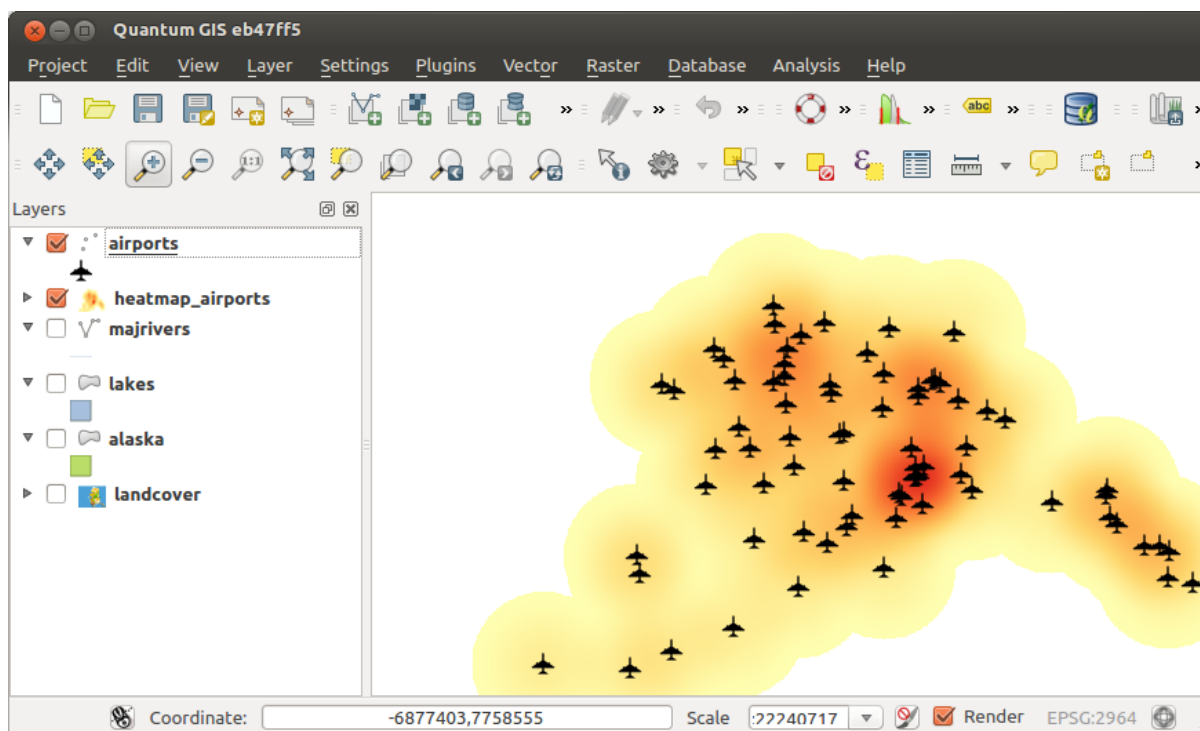 Quantum GIS eb47ff5
Project Edit View Layer Settings Plugins Vector Raster Database Analysis Help
abc
1:1
Layers
airports
heatmap_airports
majrivers
lakes
alaska
landcover
Coordinate: -6877403,7758555 Scale :22240717 Render EPSG:2964